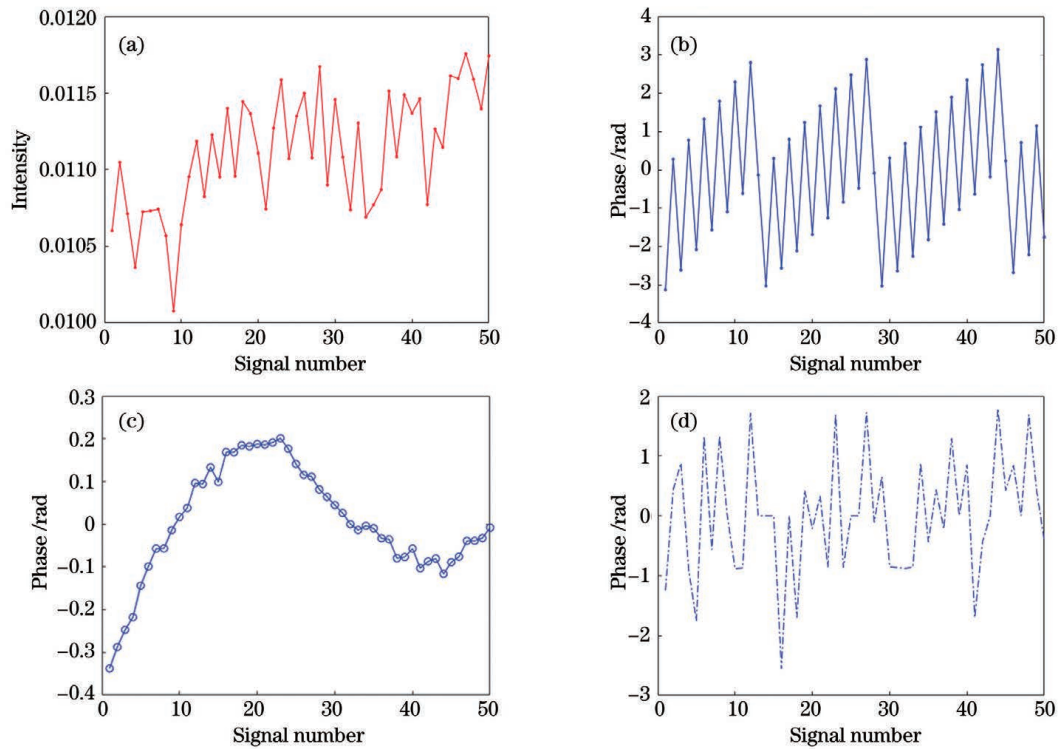 (a)
Intensity
0.0120
0.0115
0.0110
0.0105
0.0100
0 10 20 30 40 50
Signal number
(b)
Phase /rad
4
3
2
1
0
−1
−2
−3
−4
0 10 20 30 40 50
Signal number
(c)
Phase /rad
0.3
0.2
0.1
0
−0.1
−0.2
−0.3
−0.4
0 10 20 30 40 50
Signal number
(d)
Phase /rad
2
1
0
−1
−2
−3
0 10 20 30 40 50
Signal number